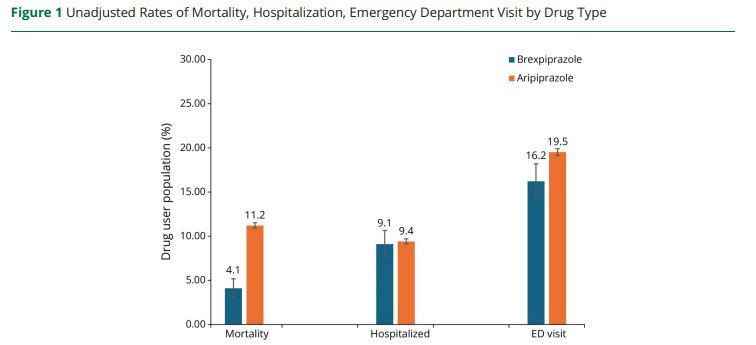 Figure 1 Unadjusted Rates of Mortality, Hospitalization, Emergency Department Visit by Drug Type
30.00
25.00
20.00
15.00
10.00
5.00
0.00
Drug user population (%)
Brexpiprazole
Aripiprazole
4.1
11.2
9.1
9.4
16.2
19.5
Mortality
Hospitalized
ED visit